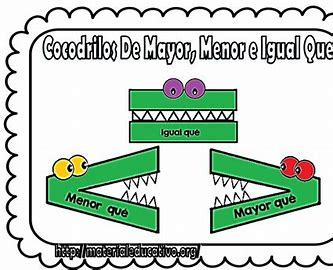 Cocodrilos De Mayor, Menor e Igual Que
Igual qué
Menor qué
Mayor qué
http://materialeducativo.org/